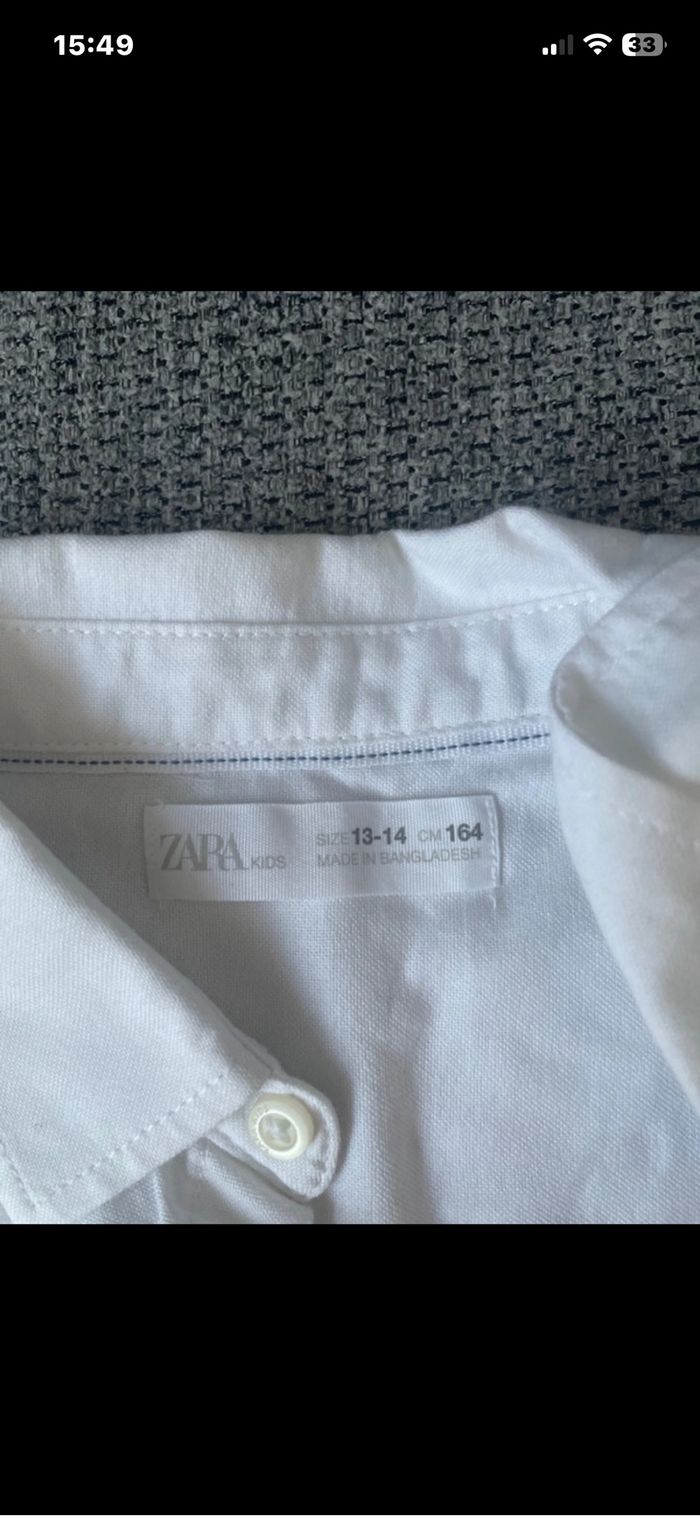 15:49
33
ZARA KIDS
SIZE 13-14 CM 164
MADE IN BANGLADESH